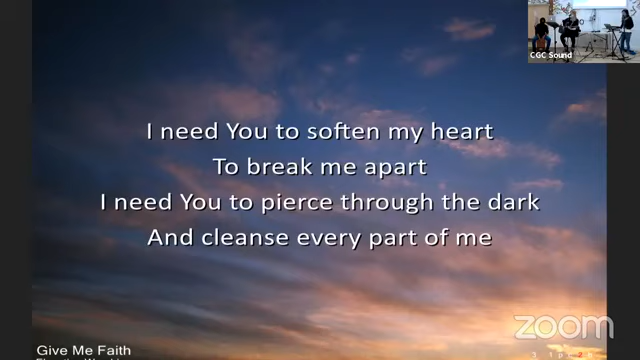 CGC Sound
I need You to soften my heart
To break me apart
I need You to pierce through the dark
And cleanse every part of me
Give Me Faith
zoom